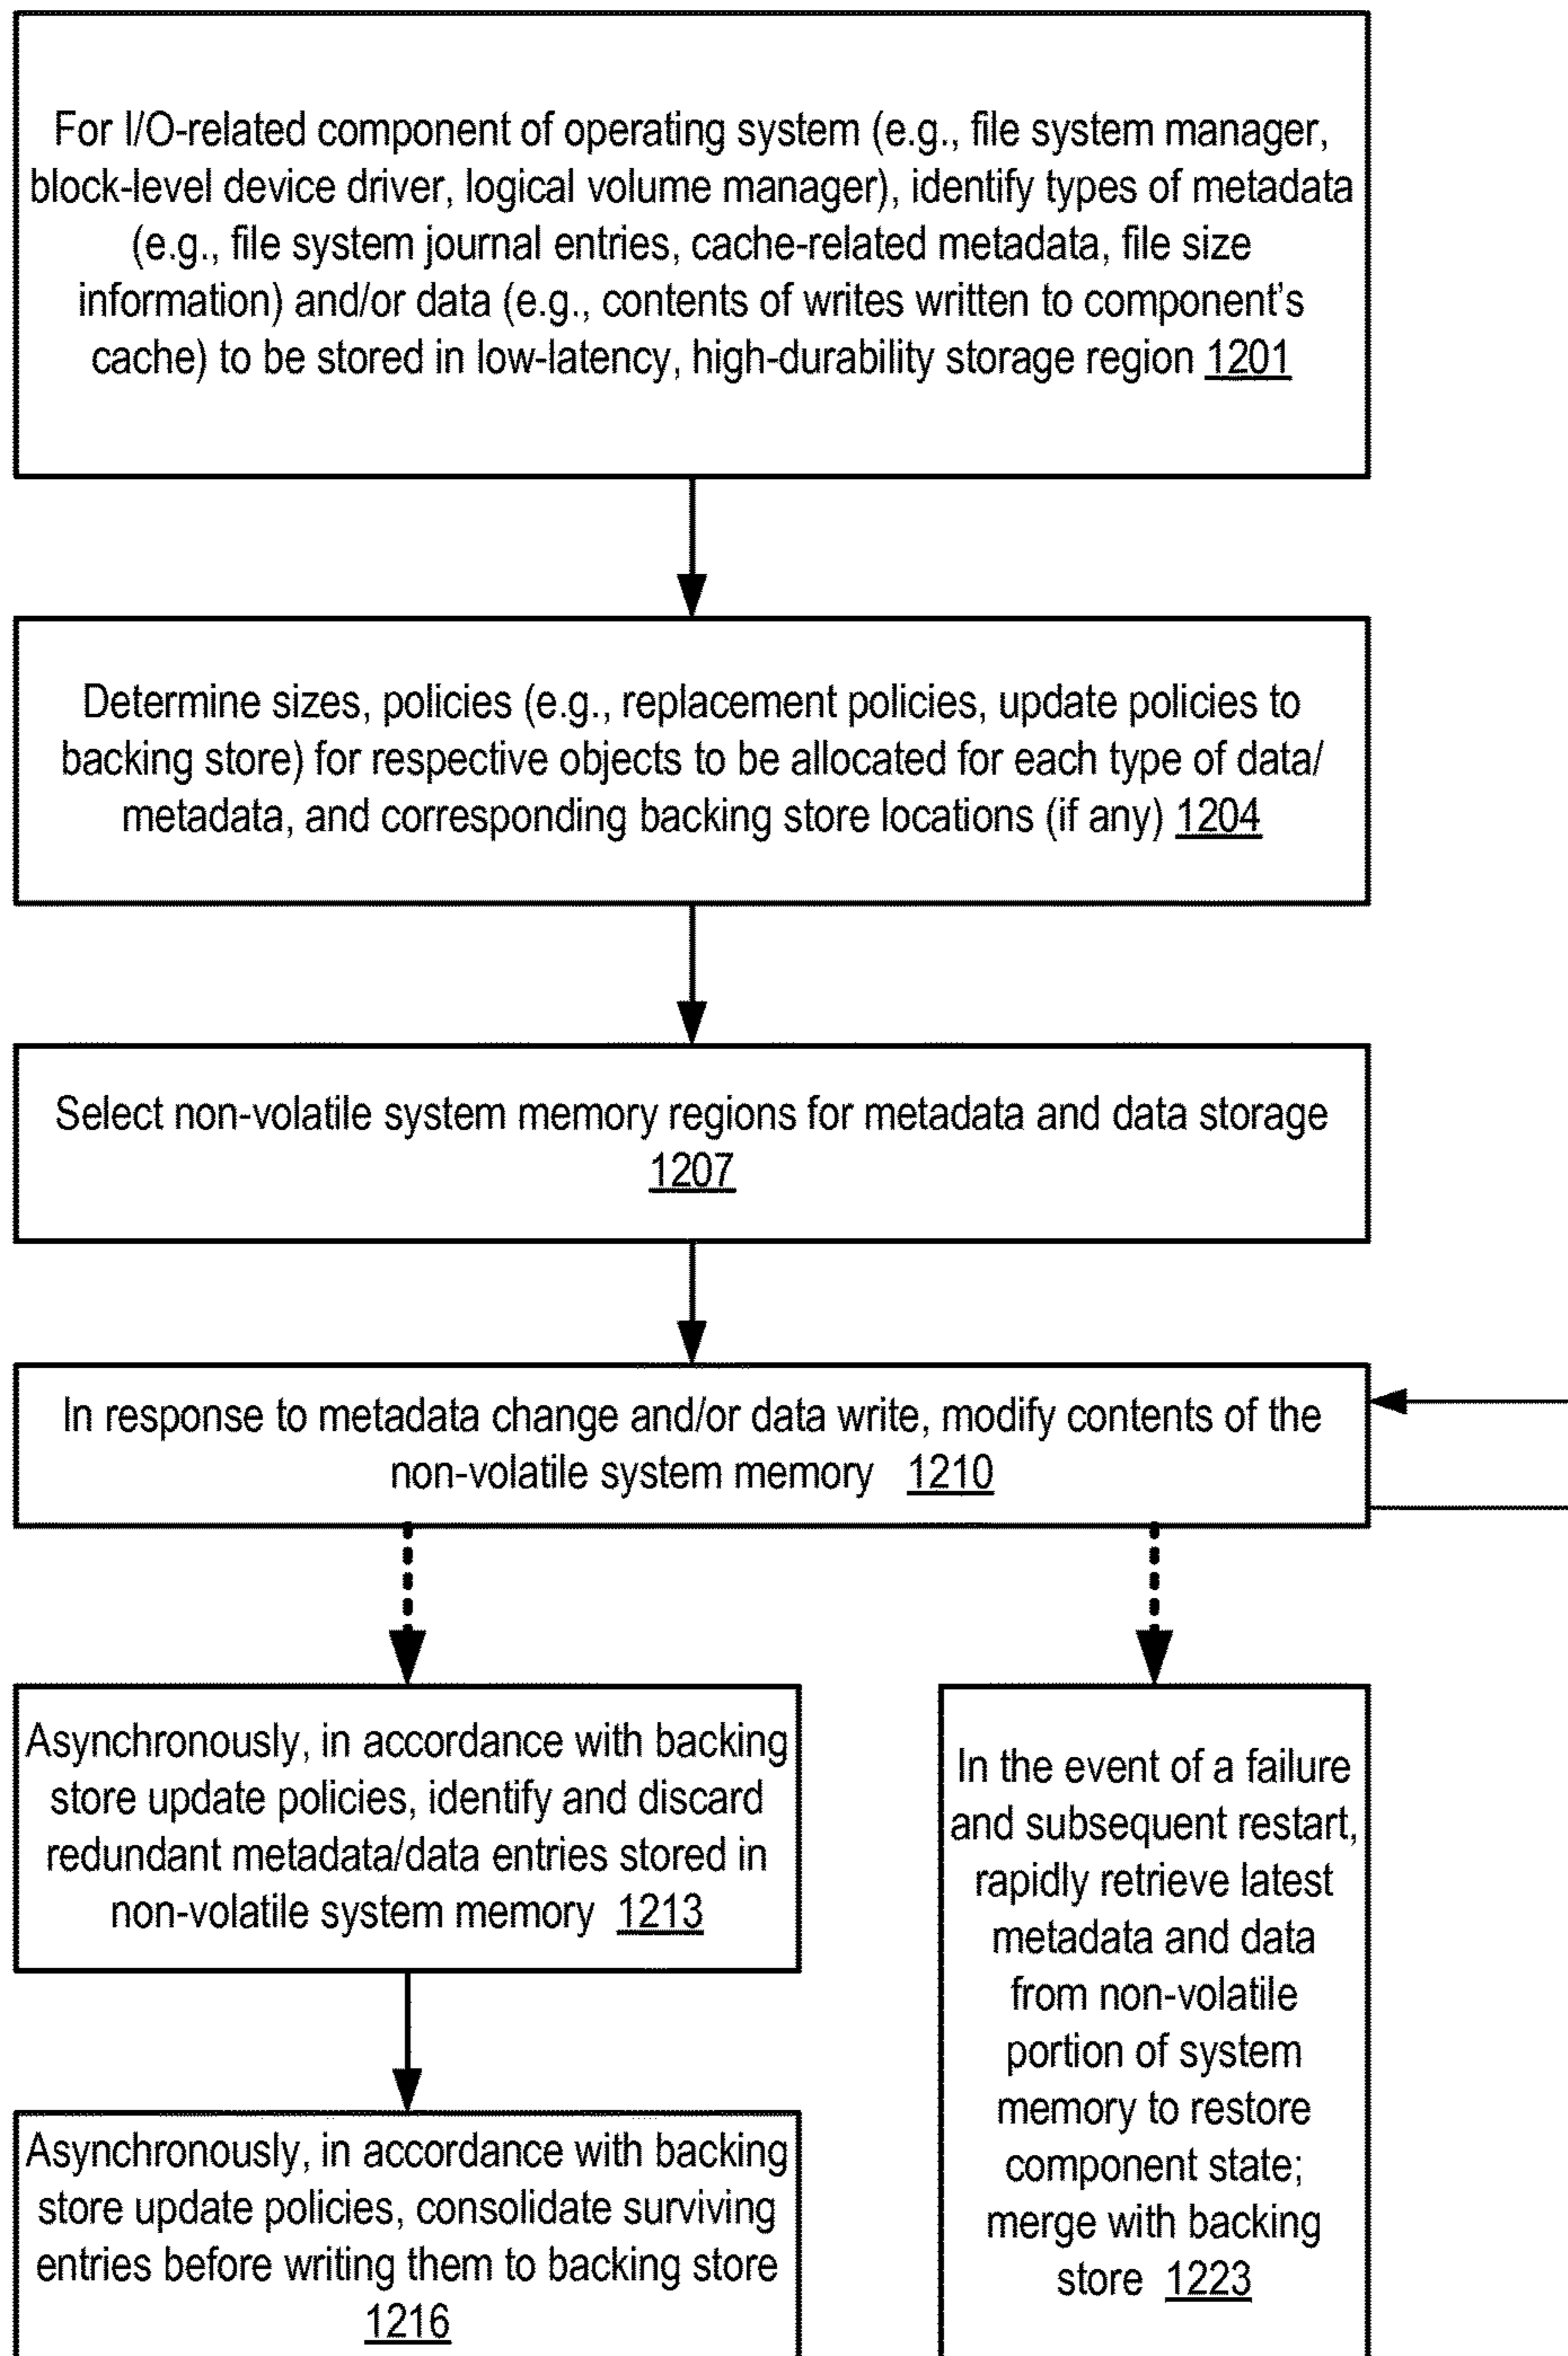 For I/O-related component of operating system (e.g., file system manager,
block-level device driver, logical volume manager), identify types of metadata
(e.g., file system journal entries, cache-related metadata, file size
information) and/or data (e.g., contents of writes written to component's
cache) to be stored in low-latency, high-durability storage region 1201
Determine sizes, policies (e.g., replacement policies, update policies to
backing store) for respective objects to be allocated for each type of data/
metadata, and corresponding backing store locations (if any) 1204
Select non-volatile system memory regions for metadata and data storage
1207
In response to metadata change and/or data write, modify contents of the
non-volatile system memory 1210
Asynchronously, in accordance with backing
store update policies, identify and discard
redundant metadata/data entries stored in
non-volatile system memory 1213
Asynchronously, in accordance with backing
store update policies, consolidate surviving
entries before writing them to backing store
1216
In the event of a failure
and subsequent restart,
rapidly retrieve latest
metadata and data
from non-volatile
portion of system
memory to restore
component state;
merge with backing
store 1223